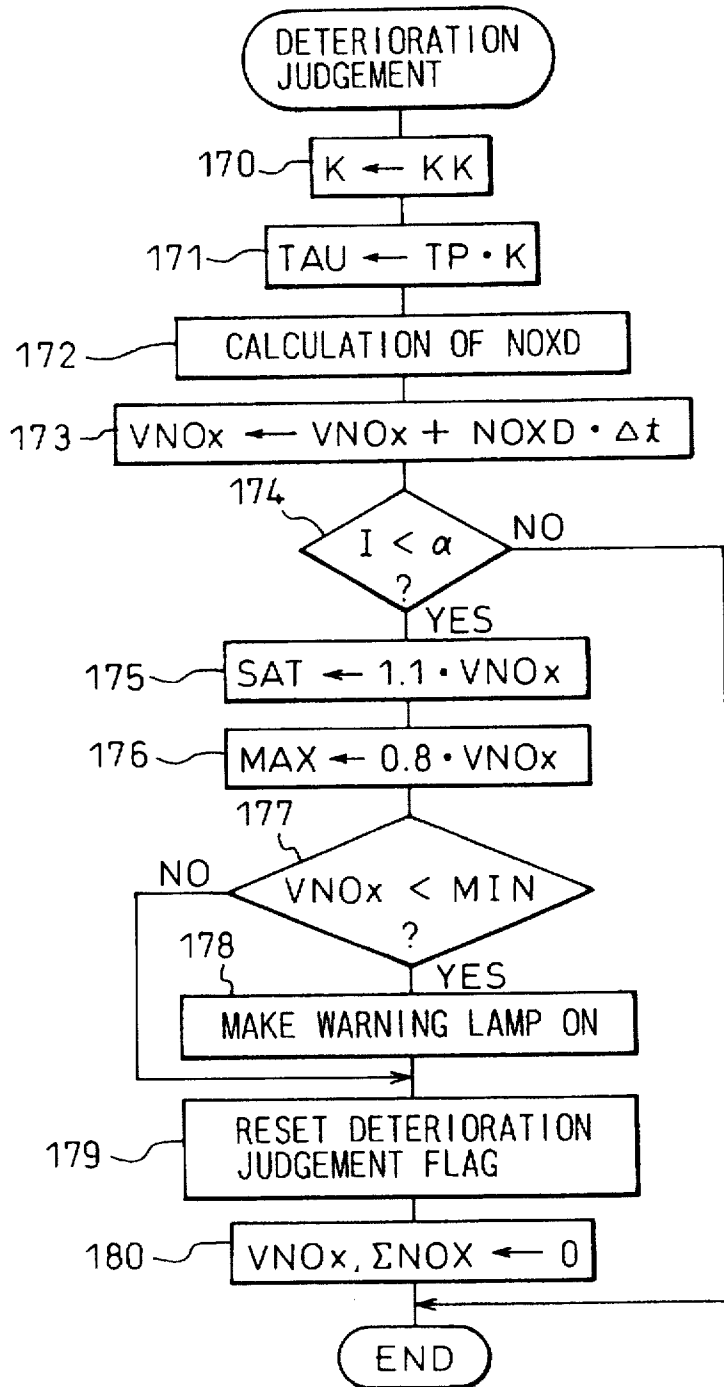 DETERIORATION
JUDGEMENT
170
K ← KK
171
TAU ← TP・K
172
CALCULATION OF NOXD
173
VNOx ← VNOx + NOXD・Δt
174
I < α
?
NO
YES
175
SAT ← 1.1・VNOx
176
MAX ← 0.8・VNOx
177
NO
VNOx < MIN
?
YES
178
MAKE WARNING LAMP ON
179
RESET DETERIORATION
JUDGEMENT FLAG
180
VNOx, ΣNOX ← 0
END